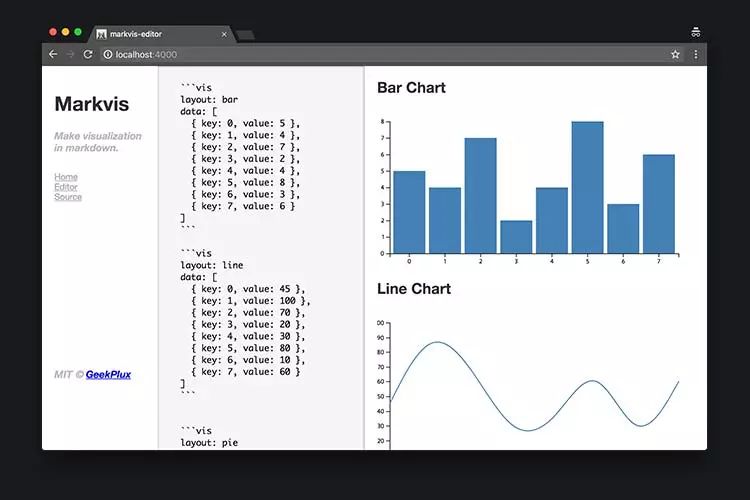 markvis-editor
localhost:4000
Markvis
Make visualization
in markdown.
Home
Editor
Source
MIT © GeekPlux
```vis
layout: bar
data: [
{ key: 0, value: 5 },
{ key: 1, value: 4 },
{ key: 2, value: 7 },
{ key: 3, value: 2 },
{ key: 4, value: 4 },
{ key: 5, value: 8 },
{ key: 6, value: 3 },
{ key: 7, value: 6 }
]
```
```vis
layout: line
data: [
{ key: 0, value: 45 },
{ key: 1, value: 100 },
{ key: 2, value: 70 },
{ key: 3, value: 20 },
{ key: 4, value: 30 },
{ key: 5, value: 80 },
{ key: 6, value: 10 },
{ key: 7, value: 60 }
]
```
```vis
layout: pie
Bar Chart
8
7
6
5
4
3
2
1
0
0 1 2 3 4 5 6 7
Line Chart
00
90
80
70
60
50
40
30
20